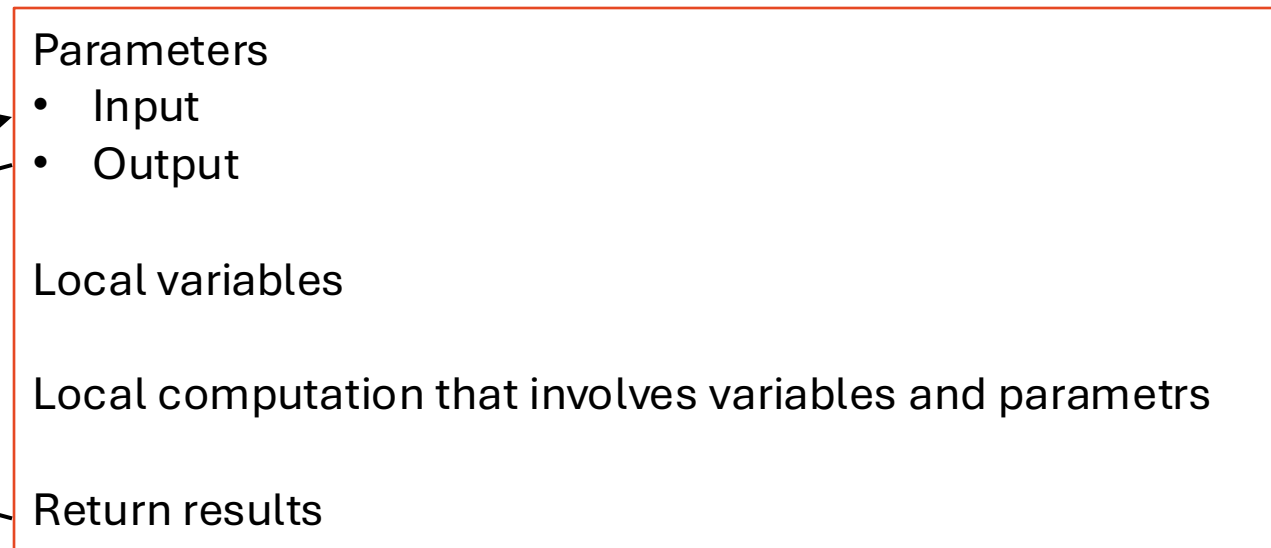 Parameters
• Input
• Output
Local variables
Local computation that involves variables and parametrs
Return results